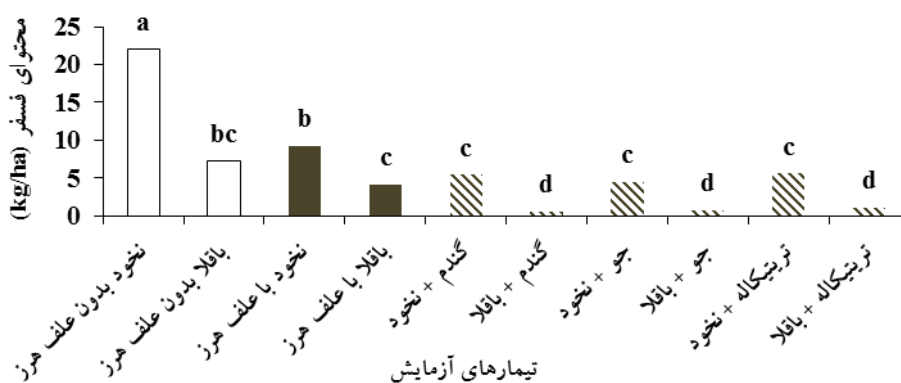 محتوای فسفر
(kg/ha)
25
20
15
10
5
0
a
bc
b
c
c
d
c
d
c
d
نخود بدون علف هرز
باقلا بدون علف هرز
نخود با علف هرز
باقلا با علف هرز
گندم + نخود
گندم + باقلا
جو + نخود
جو + باقلا
تریتیکاله + نخود
تریتیکاله + باقلا
تیمارهای آزمایش